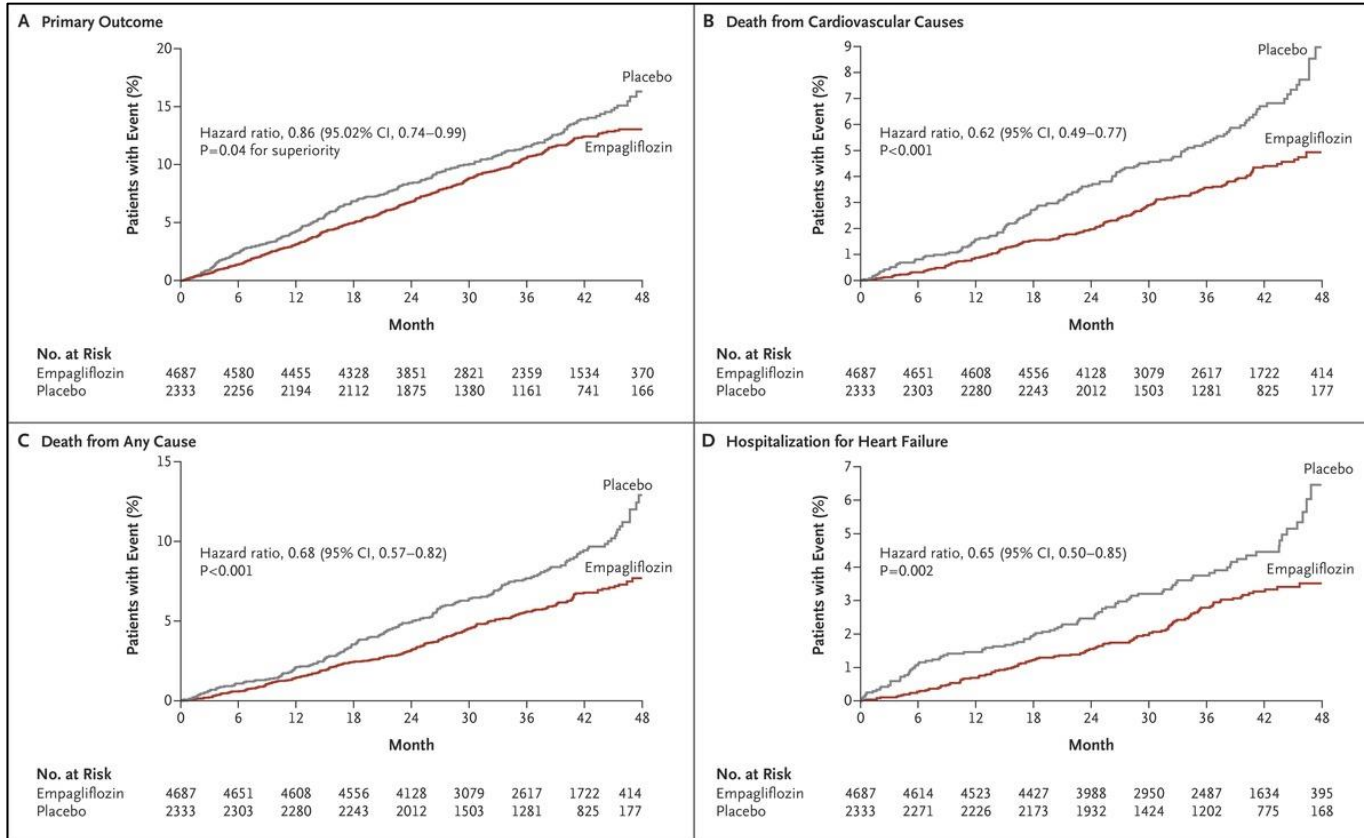 A Primary Outcome
20
15
10
5
0
Patients with Event (%)
Placebo
Hazard ratio, 0.86 (95.02% CI, 0.74–0.99)
P=0.04 for superiority
Empagliflozin
0 6 12 18 24 30 36 42 48
Month
No. at Risk
Empagliflozin 4687 4580 4455 4328 3851 2821 2359 1534 370
Placebo 2333 2256 2194 2112 1875 1380 1161 741 166
B Death from Cardiovascular Causes
9
8
7
6
5
4
3
2
1
0
Patients with Event (%)
Placebo
Hazard ratio, 0.62 (95% CI, 0.49–0.77)
P<0.001
Empagliflozin
0 6 12 18 24 30 36 42 48
Month
No. at Risk
Empagliflozin 4687 4651 4608 4556 4128 3079 2617 1722 414
Placebo 2333 2303 2280 2243 2012 1503 1281 825 177
C Death from Any Cause
15
10
5
0
Patients with Event (%)
Placebo
Hazard ratio, 0.68 (95% CI, 0.57–0.82)
P<0.001
Empagliflozin
0 6 12 18 24 30 36 42 48
Month
No. at Risk
Empagliflozin 4687 4651 4608 4556 4128 3079 2617 1722 414
Placebo 2333 2303 2280 2243 2012 1503 1281 825 177
D Hospitalization for Heart Failure
7
6
5
4
3
2
1
0
Patients with Event (%)
Placebo
Hazard ratio, 0.65 (95% CI, 0.50–0.85)
P=0.002
Empagliflozin
0 6 12 18 24 30 36 42 48
Month
No. at Risk
Empagliflozin 4687 4614 4523 4427 3988 2950 2487 1634 395
Placebo 2333 2271 2226 2173 1932 1424 1202 775 168